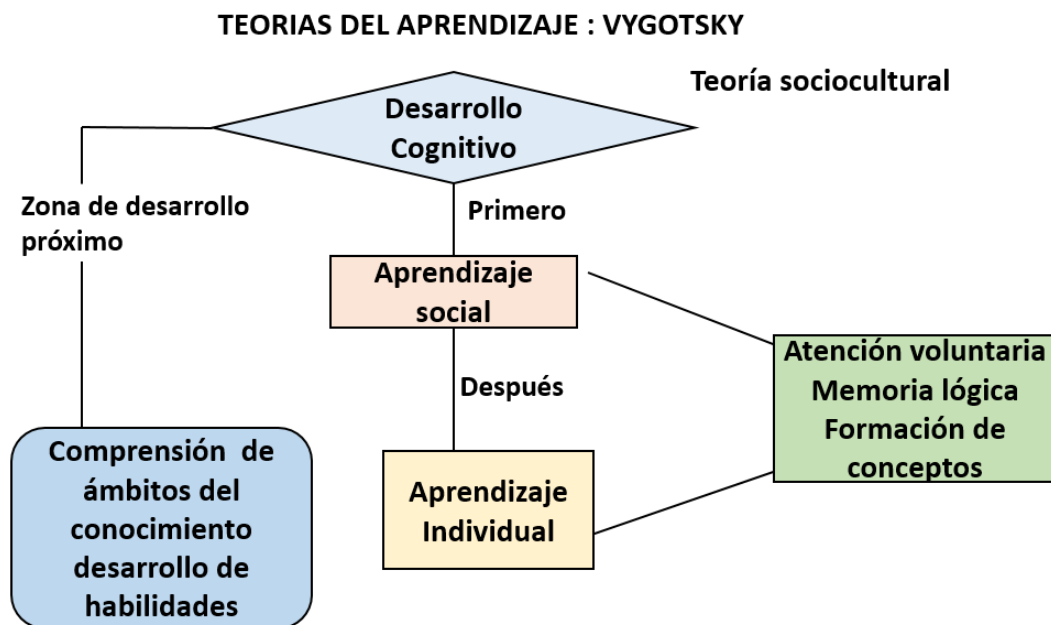 TEORIAS DEL APRENDIZAJE : VYGOTSKY
Teoría sociocultural
Desarrollo
Cognitivo
Zona de desarrollo
próximo
Primero
Aprendizaje
social
Después
Atención voluntaria
Memoria lógica
Formación de
conceptos
Comprensión de
ámbitos del
conocimiento
desarrollo de
habilidades
Aprendizaje
Individual